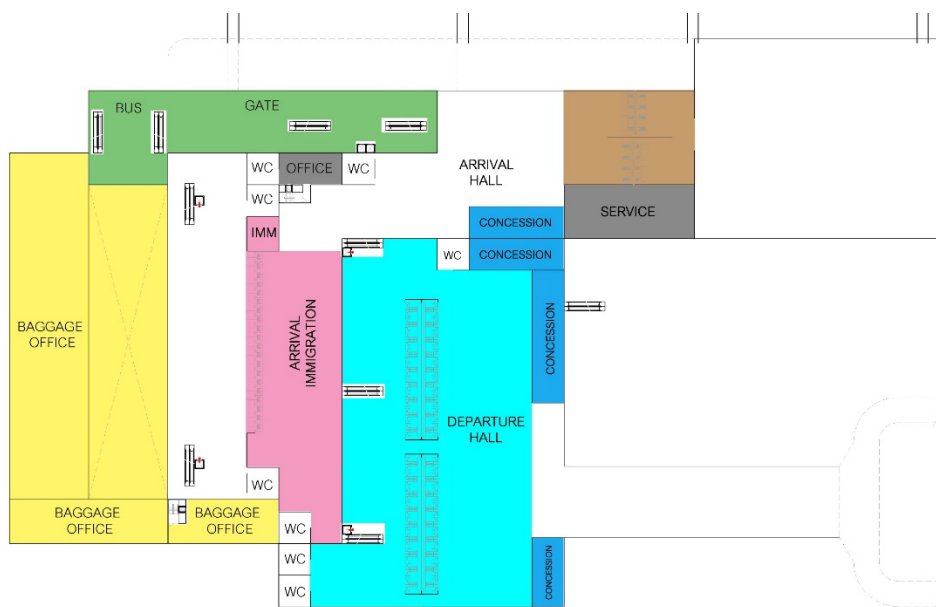 BUS
GATE
WC
OFFICE
WC
ARRIVAL
HALL
WC
SERVICE
IMM
CONCESSION
WC
CONCESSION
BAGGAGE
OFFICE
ARRIVAL
IMMIGRATION
CONCESSION
DEPARTURE
HALL
WC
BAGGAGE
OFFICE
BAGGAGE
OFFICE
WC
WC
WC
CONCESSION